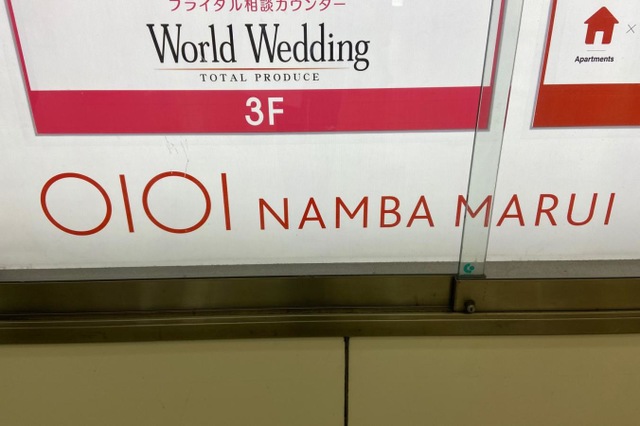 ブライダル相談カウンター
World Wedding
TOTAL PRODUCE
3F
Apartments ×
OIOI NAMBA MARUI